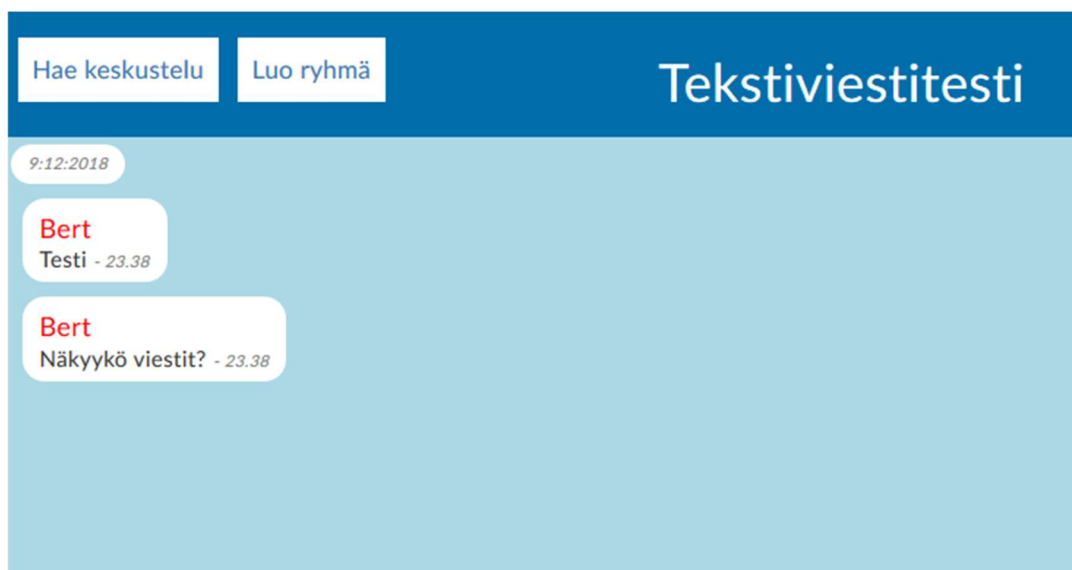 Hae keskustelu
Luo ryhmä
Tekstiviestitesti
9:12:2018
Bert
Testi - 23.38
Bert
Näkyykö viestit? - 23.38